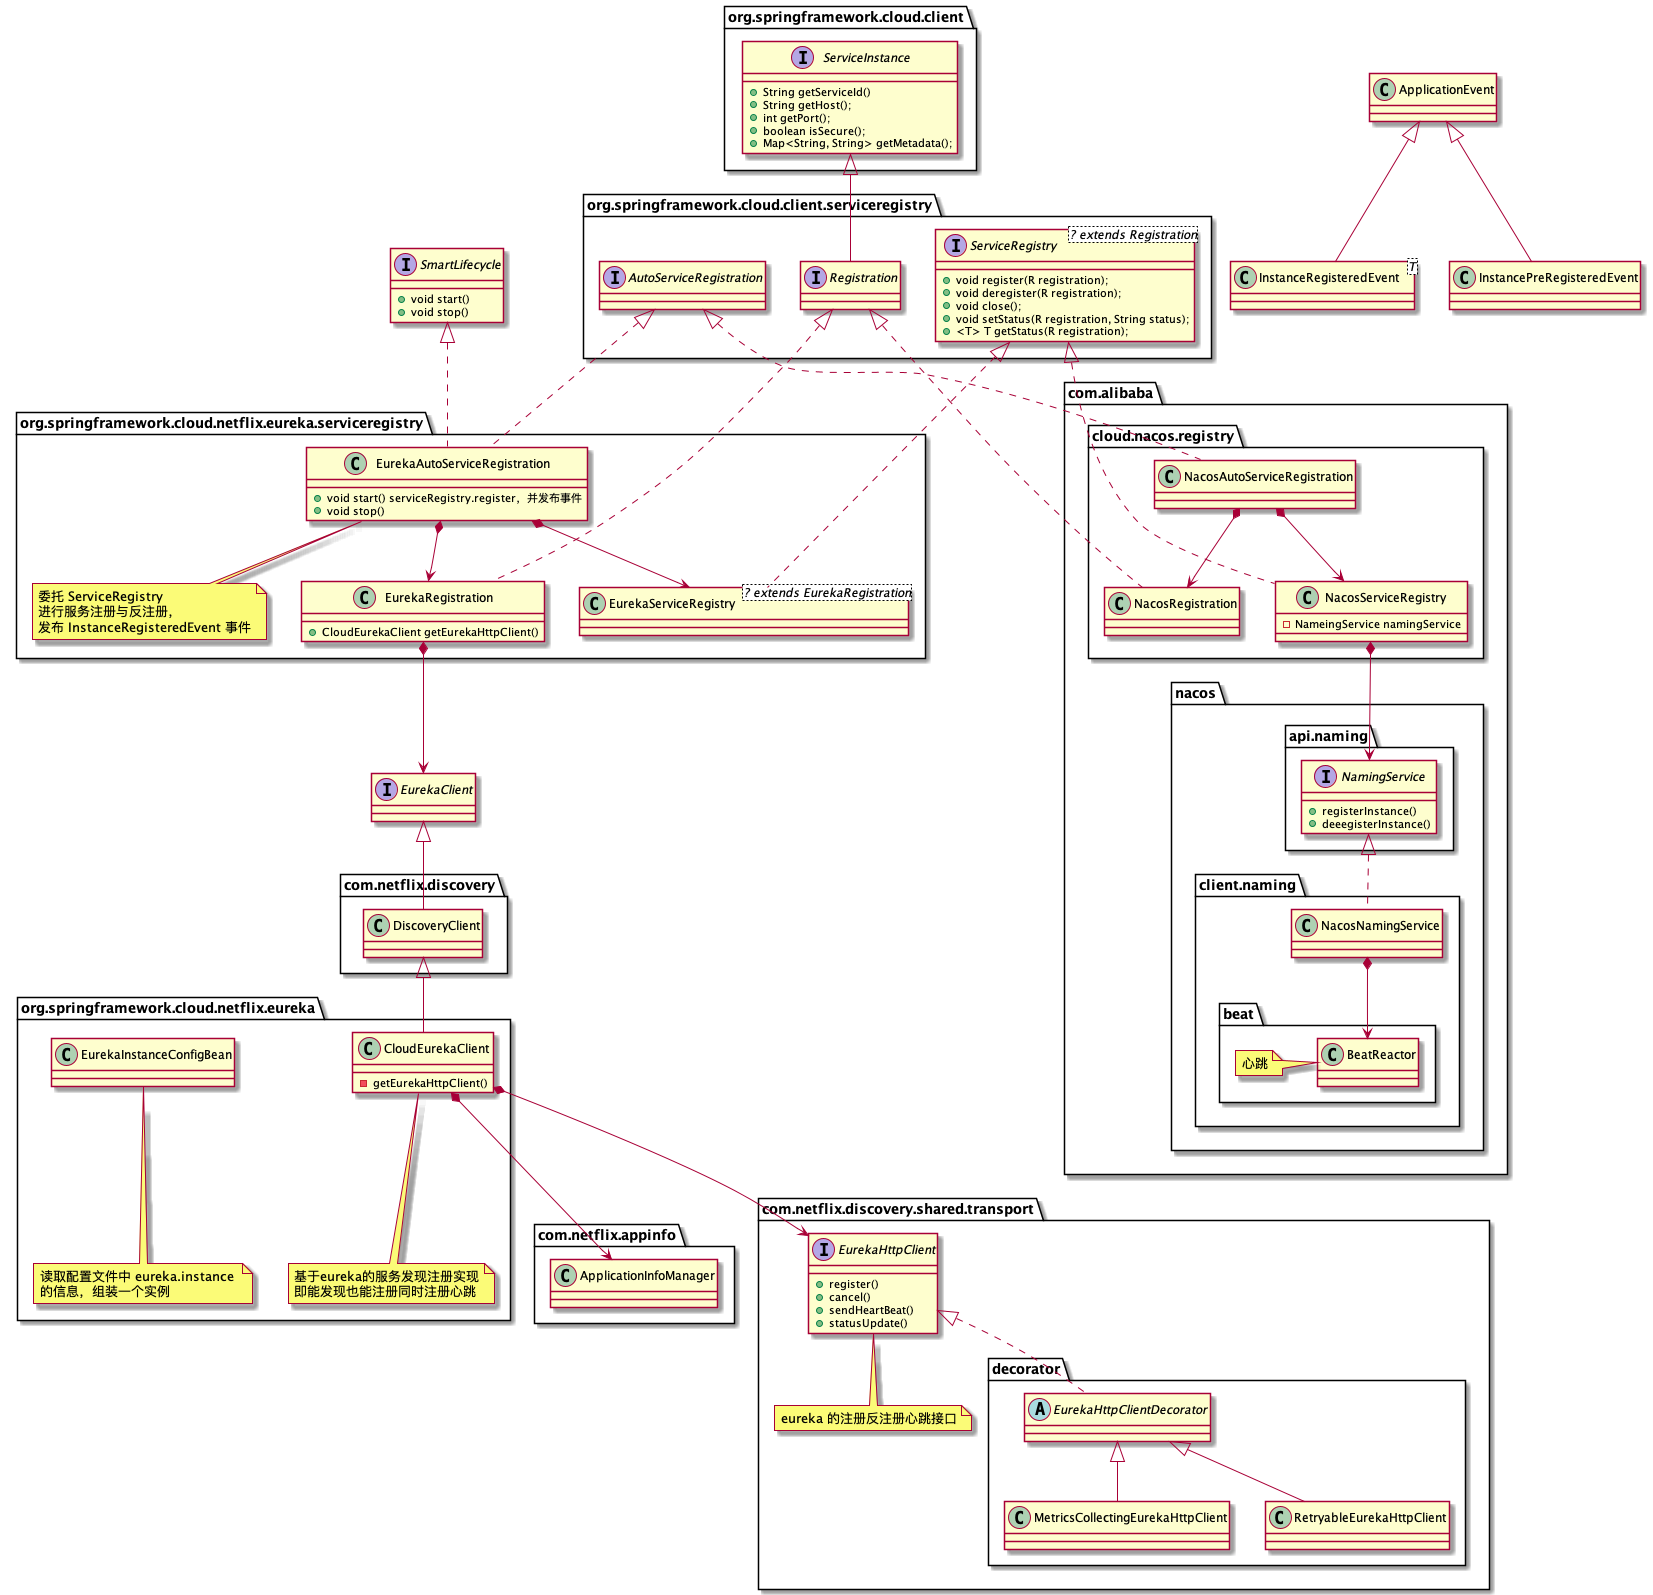 org.springframework.cloud.client
I ServiceInstance
String getServiceId()
String getHost();
int getPort();
boolean isSecure();
Map<String, String> getMetadata();
C ApplicationEvent
org.springframework.cloud.client.serviceregistry
I AutoServiceRegistration
I Registration
I ServiceRegistry
? extends Registration
void register(R registration);
void deregister(R registration);
void close();
void setStatus(R registration, String status);
<T> T getStatus(R registration);
C InstanceRegisteredEvent
T
C InstancePreRegisteredEvent
I SmartLifecycle
void start()
void stop()
org.springframework.cloud.netflix.eureka.serviceregistry
C EurekaAutoServiceRegistration
void start() serviceRegistry.register，并发布事件
void stop()
委托 ServiceRegistry
进行服务注册与反注册，
发布 InstanceRegisteredEvent 事件
C EurekaRegistration
CloudEurekaClient getEurekaHttpClient()
C EurekaServiceRegistry
? extends EurekaRegistration
com.alibaba
cloud.nacos.registry
C NacosAutoServiceRegistration
C NacosRegistration
C NacosServiceRegistry
NameingService namingService
nacos
api.naming
I NamingService
registerInstance()
deeegisterInstance()
client.naming
C NacosNamingService
beat
心跳
C BeatReactor
I EurekaClient
com.netflix.discovery
C DiscoveryClient
org.springframework.cloud.netflix.eureka
C EurekaInstanceConfigBean
C CloudEurekaClient
getEurekaHttpClient()
读取配置文件中 eureka.instance
的信息，组装一个实例
基于eureka的服务发现注册实现
即能发现也能注册同时注册心跳
com.netflix.appinfo
C ApplicationInfoManager
com.netflix.discovery.shared.transport
I EurekaHttpClient
register()
cancel()
sendHeartBeat()
statusUpdate()
eureka 的注册反注册心跳接口
decorator
A EurekaHttpClientDecorator
C MetricsCollectingEurekaHttpClient
C RetryableEurekaHttpClient